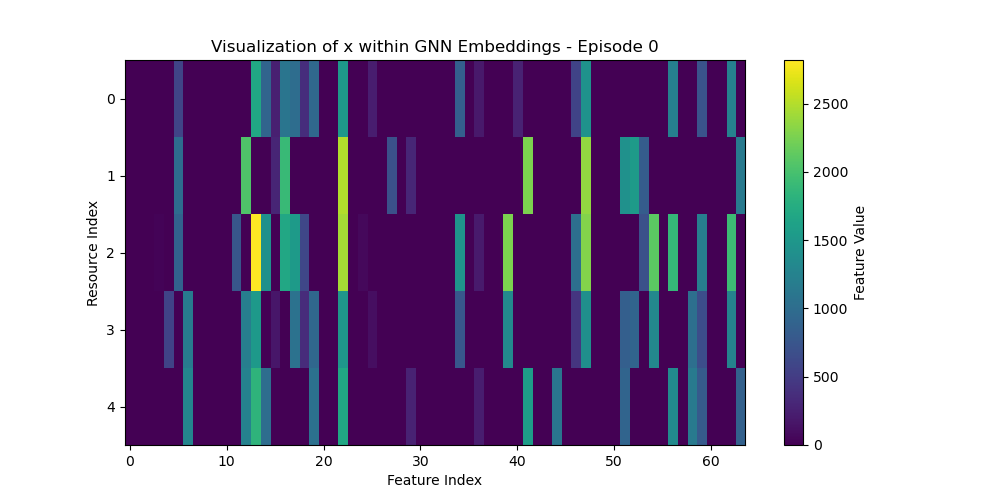 Visualization of x within GNN Embeddings - Episode 0
Resource Index
0
1
2
3
4
0 10 20 30 40 50 60
Feature Index
2500
2000
1500
1000
500
0
Feature Value